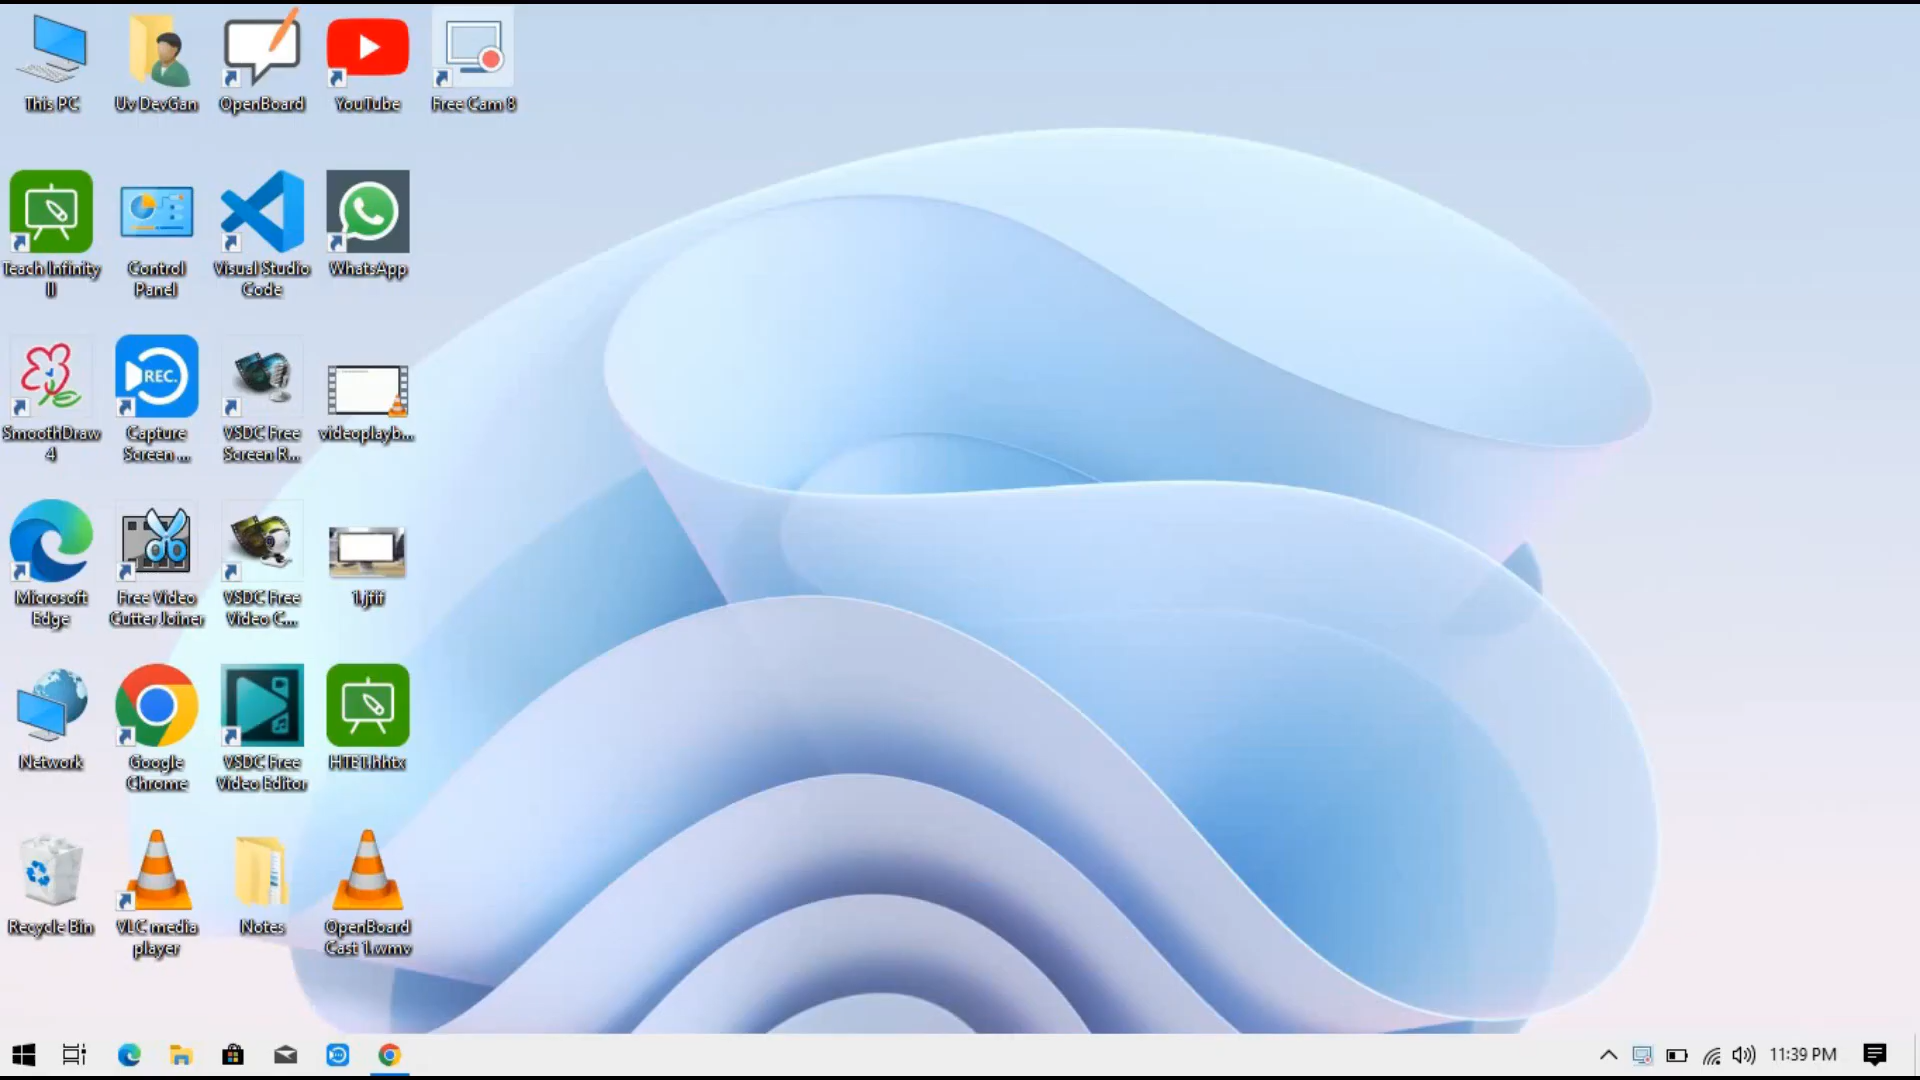 This PC
Uv DevGan
OpenBoard
YouTube
Free Cam 8
Teach Infinity
II
Control
Panel
Visual Studio
Code
WhatsApp
SmoothDraw
4
REC.
Capture
Screen ...
VSDC Free
Screen R...
videoplayb...
Microsoft
Edge
Free Video
Cutter Joiner
VSDC Free
Video C...
1.jfif
Network
Google
Chrome
VSDC Free
Video Editor
HTET.hhtx
Recycle Bin
VLC media
player
Notes
OpenBoard
Cast 1.wmv
11:39 PM